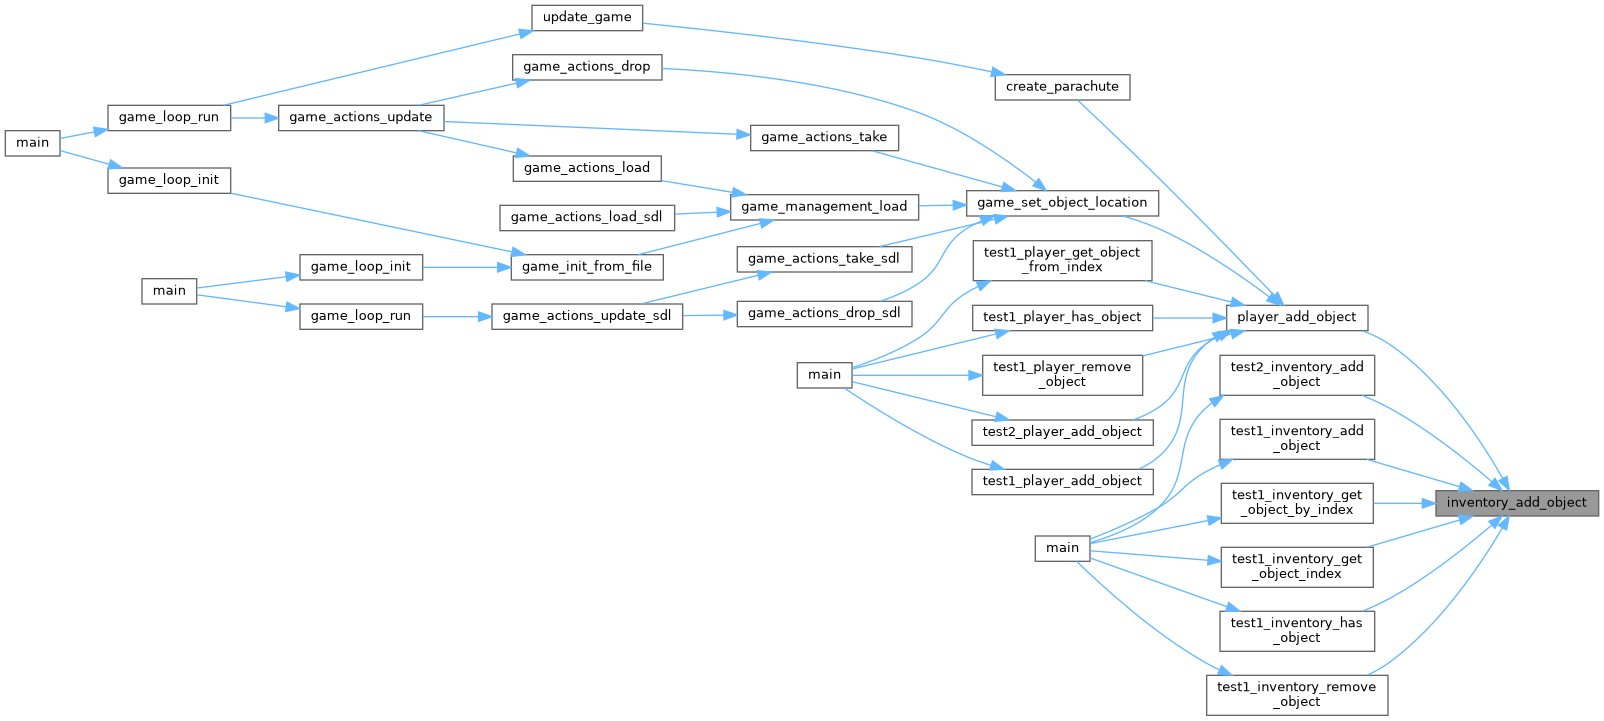 update_game
game_actions_drop
create_parachute
game_loop_run
game_actions_update
game_actions_take
main
game_actions_load
game_loop_init
game_management_load
game_set_object_location
game_actions_load_sdl
game_actions_take_sdl
test1_player_get_object
_from_index
game_loop_init
game_init_from_file
main
game_loop_run
game_actions_update_sdl
game_actions_drop_sdl
test1_player_has_object
player_add_object
main
test1_player_remove
_object
test2_inventory_add
_object
test2_player_add_object
test1_inventory_add
_object
test1_player_add_object
test1_inventory_get
_object_by_index
inventory_add_object
main
test1_inventory_get
_object_index
test1_inventory_has
_object
test1_inventory_remove
_object